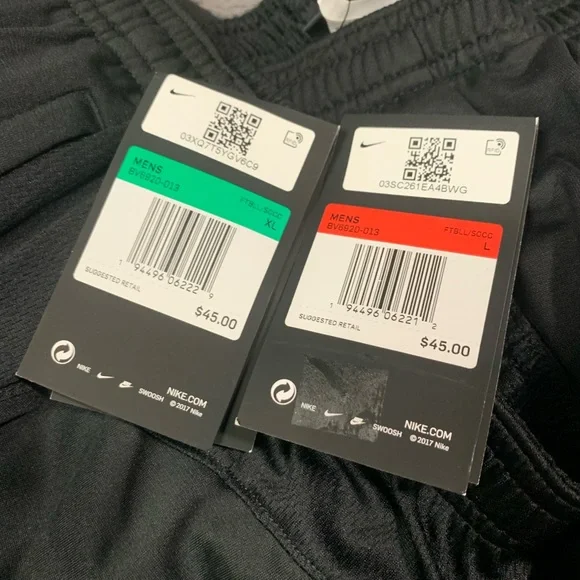 03XQ7TSYGV6C9
MENS
BV6920-013
FTBLL/SOCC
XL
1 94496 06222 9
SUGGESTED RETAIL
$45.00
NIKE
SWOOSH
NIKE.COM
© 2017 Nike
03SC261EA4BWG
MENS
BV6920-013
FTBLL/SOCC
L
1 94496 06221 2
SUGGESTED RETAIL
$45.00
NIKE
SWOOSH
NIKE.COM
© 2017 Nike